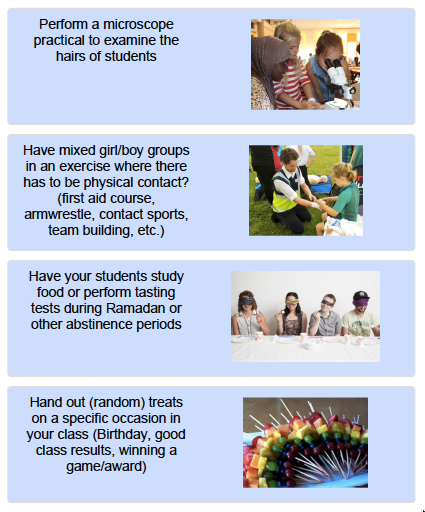 Perform a microscope
practical to examine the
hairs of students
Have mixed girl/boy groups
in an exercise where there
has to be physical contact?
(first aid course,
armwrestle, contact sports,
team building, etc.)
Have your students study
food or perform tasting
tests during Ramadan or
other abstinence periods
Hand out (random) treats
on a specific occasion in
your class (Birthday, good
class results, winning a
game/award)